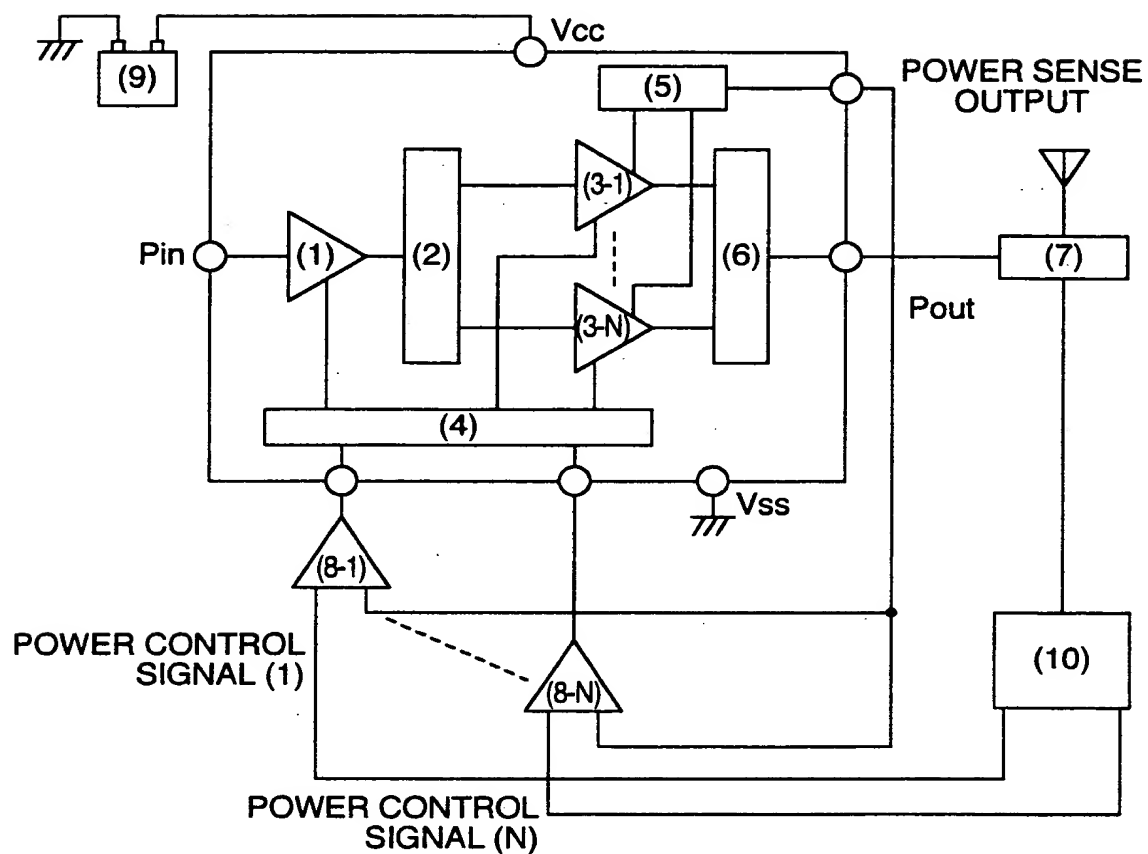 Vcc
(9)
(5)
POWER SENSE
OUTPUT
(3-1)
Pin
(1)
(2)
(6)
(7)
Pout
(3-N)
(4)
Vss
(8-1)
POWER CONTROL
SIGNAL (1)
(8-N)
(10)
POWER CONTROL
SIGNAL (N)